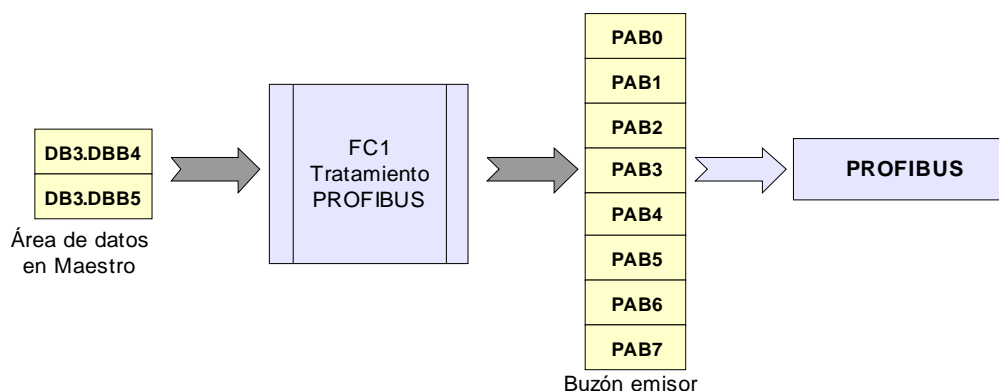 DB3.DBB4
DB3.DBB5
Área de datos
en Maestro
FC1
Tratamiento
PROFIBUS
PAB0
PAB1
PAB2
PAB3
PAB4
PAB5
PAB6
PAB7
Buzón emisor
PROFIBUS